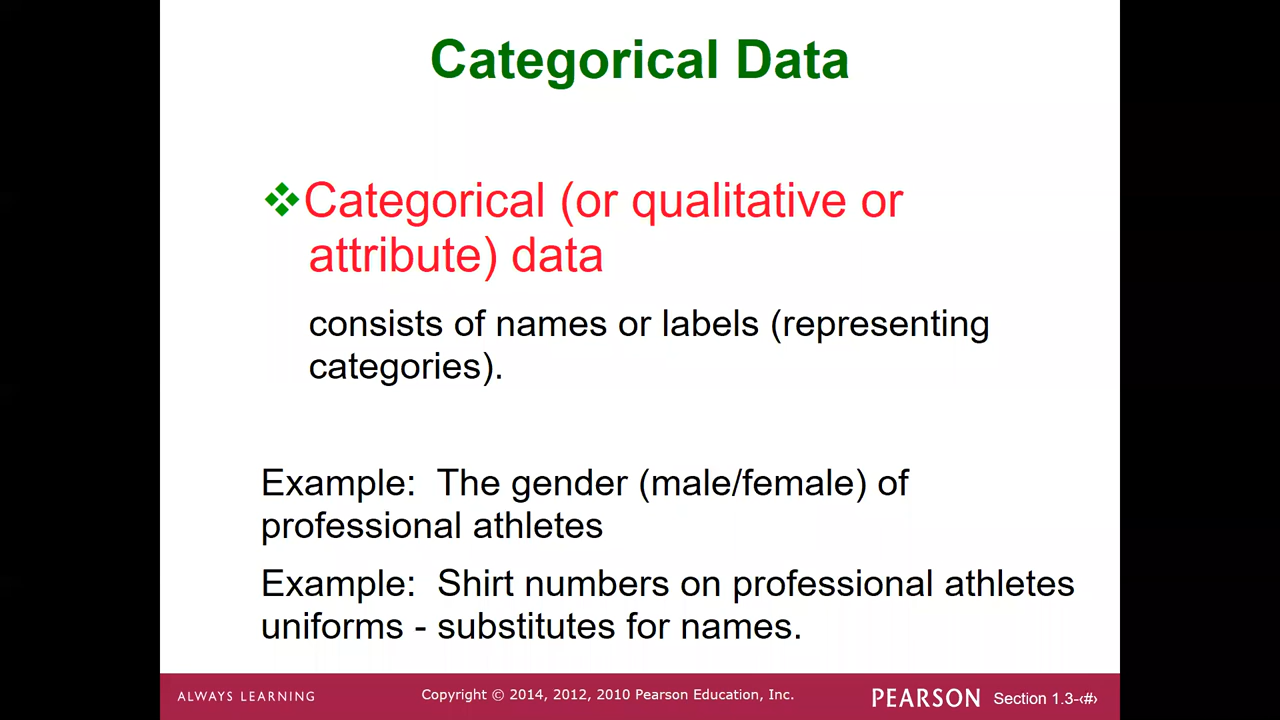 Categorical Data
Categorical (or qualitative or
attribute) data
consists of names or labels (representing
categories).
Example:  The gender (male/female) of
professional athletes
Example:  Shirt numbers on professional athletes
uniforms - substitutes for names.
ALWAYS LEARNING
Copyright © 2014, 2012, 2010 Pearson Education, Inc.
PEARSON
Section 1.3-‹#›